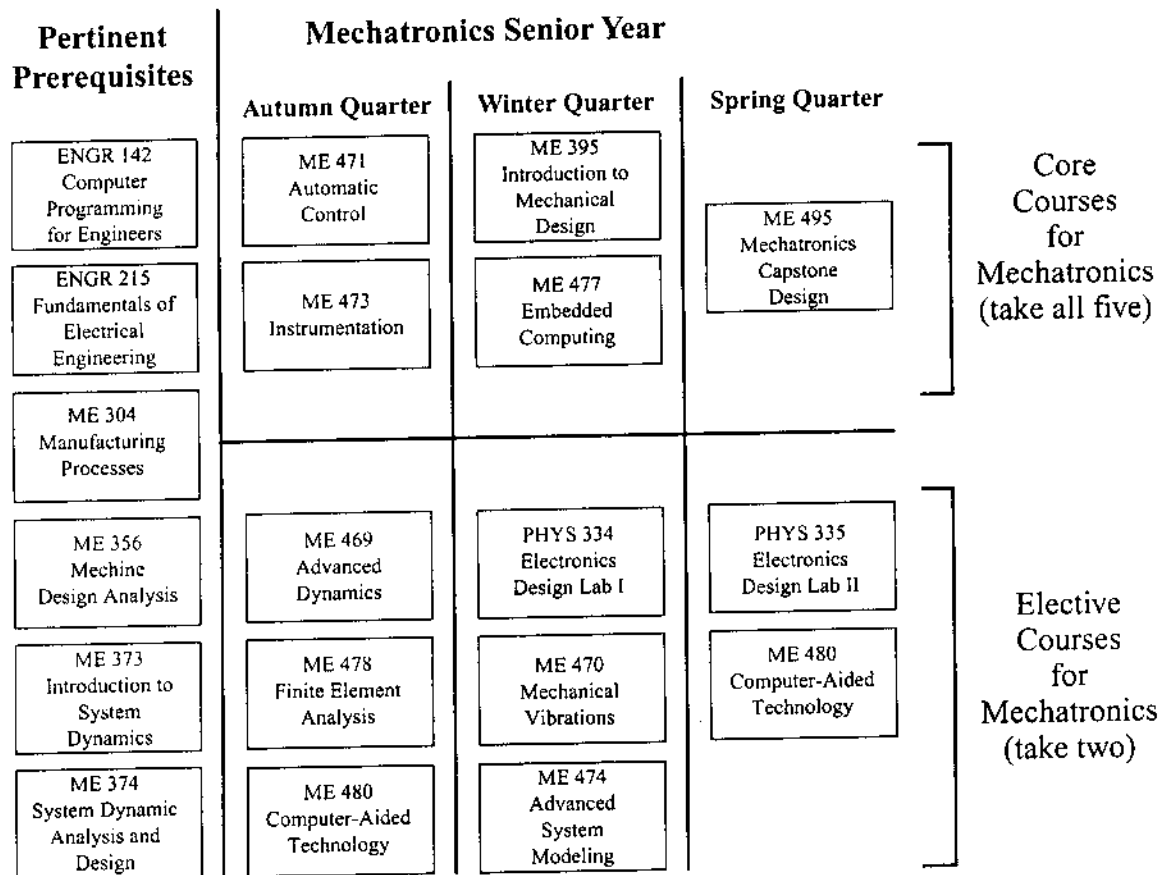 Pertinent
Prerequisites
Mechatronics Senior Year
Autumn Quarter
Winter Quarter
Spring Quarter
ENGR 142
Computer
Programming
for Engineers
ENGR 215
Fundamentals of
Electrical
Engineering
ME 304
Manufacturing
Processes
ME 356
Mechine
Design Analysis
ME 373
Introduction to
System
Dynamics
ME 374
System Dynamic
Analysis and
Design
ME 471
Automatic
Control
ME 473
Instrumentation
ME 395
Introduction to
Mechanical
Design
ME 477
Embedded
Computing
ME 495
Mechatronics
Capstone
Design
Core
Courses
for
Mechatronics
(take all five)
ME 469
Advanced
Dynamics
ME 478
Finite Element
Analysis
ME 480
Computer-Aided
Technology
PHYS 334
Electronics
Design Lab I
ME 470
Mechanical
Vibrations
ME 474
Advanced
System
Modeling
PHYS 335
Electronics
Design Lab II
ME 480
Computer-Aided
Technology
Elective
Courses
for
Mechatronics
(take two)